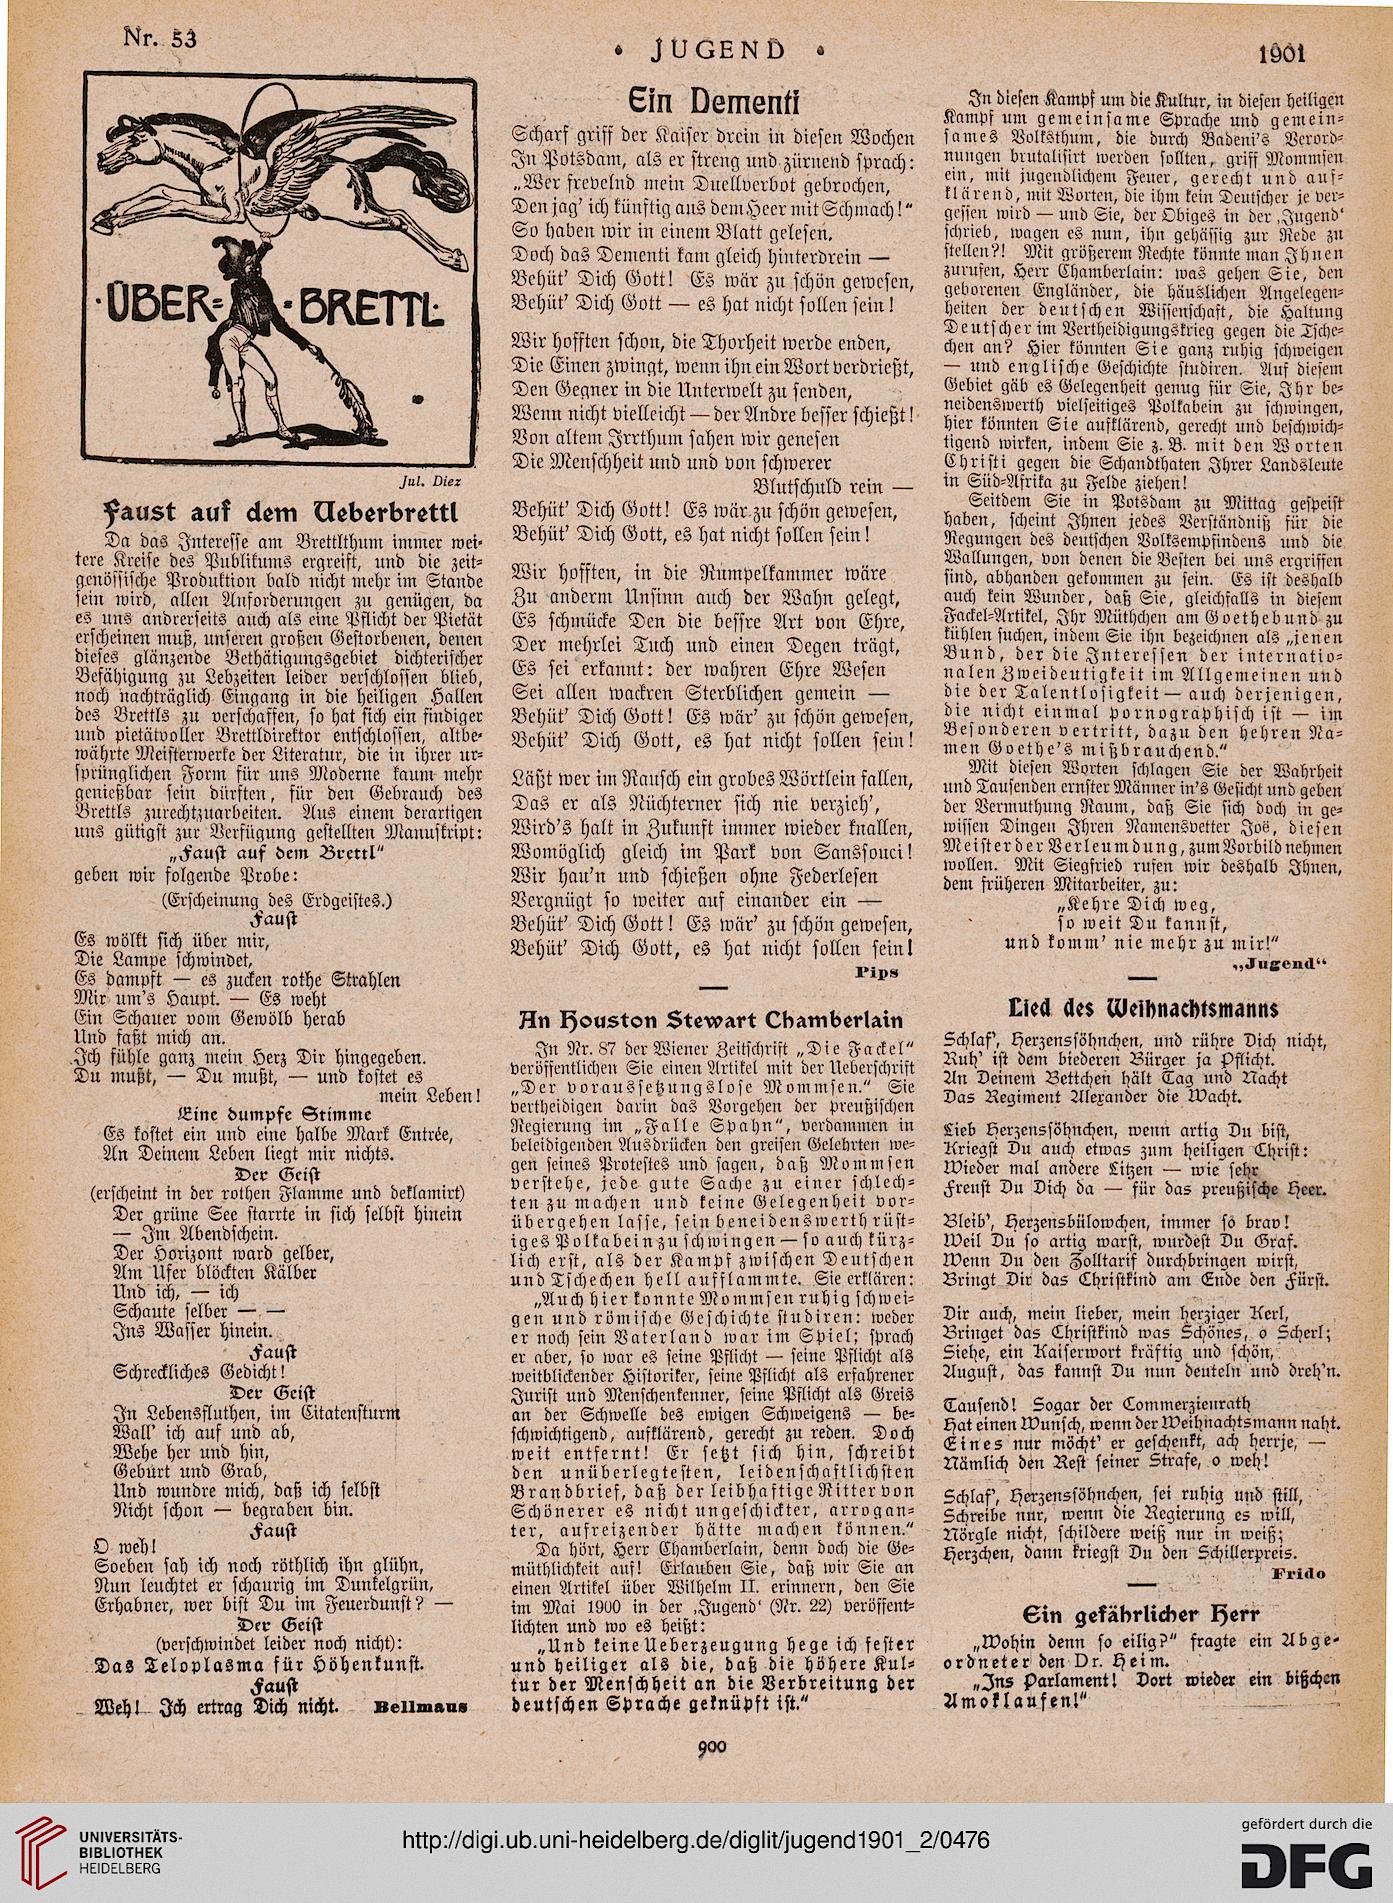 Nr. 53
• JUGEND •
1901
ÜBER-BRETTL
Jul. Diez
Faust auf dem Ueberbrettl
Da das Interesse am Brettlthum immer wei-
tere Kreise des Publikums ergreift, und die zeit-
genössische Produktion bald nicht mehr im Stande
sein wird, allen Anforderungen zu genügen, da
es uns andrerseits auch als eine Pflicht der Pietät
erscheinen muß, unseren großen Gestorbenen, denen
dieses glänzende Bethätigungsgebiet dichterischer
Befähigung zu Lebzeiten leider verschlossen blieb,
noch nachträglich Eingang in die heiligen Hallen
des Brettls zu verschaffen, so hat sich ein findiger
und pietätvoller Brettldirektor entschlossen, altbe-
währte Meisterwerke der Literatur, die in ihrer ur-
sprünglichen Form für uns Moderne kaum mehr
genießbar sein dürften, für den Gebrauch des
Brettls zurechtzuarbeiten. Aus einem derartigen
uns gütigst zur Verfügung gestellten Manuskript:
„Faust auf dem Brettl“
geben wir folgende Probe:
(Erscheinung des Erdgeistes.)
Faust
Es wölkt sich über mir,
Die Lampe schwindet,
Es dampft — es zucken rothe Strahlen
Mir um's Haupt. — Es weht
Ein Schauer vom Gewölb herab
Und faßt mich an.
Ich fühle ganz mein Herz Dir hingegeben.
Du mußt, — Du mußt, — und kostet es
mein Leben!
Eine dumpfe Stimme
Es kostet ein und eine halbe Mark Entrée,
An Deinem Leben liegt mir nichts.
Der Geist
(erscheint in der rothen Flamme und deklamirt)
Der grüne See starrte in sich selbst hinein
— Im Abendschein.
Der Horizont ward gelber,
Am Ufer blöckten Kälber
Und ich, — ich
Schaute selber — —
Ins Wasser hinein.
Faust
Schreckliches Gedicht!
Der Geist
In Lebensfluthen, im Citatensturm
Wall' ich auf und ab,
Wehe her und hin,
Geburt und Grab,
Und wundre mich, daß ich selbst
Nicht schon — begraben bin.
Faust
O weh!
Soeben sah ich noch röthlich ihn glühn,
Nun leuchtet er schaurig im Dunkelgrün,
Erhabner, wer bist Du im Feuerdunst? —
Der Geist
(verschwindet leider noch nicht):
Das Teloplasma für Höhenkunst.
Faust
Weh! Ich ertrag Dich nicht. Bellmaus
Ein Dementi
Scharf griff der Kaiser drein in diesen Wochen
In Potsdam, als er streng und zürnend sprach:
„Wer frevelnd mein Duellverbot gebrochen,
Den jag' ich künftig aus dem Heer mit Schmach!“
So haben wir in einem Blatt gelesen,
Doch das Dementi kam gleich hinterdrein —
Behüt' Dich Gott! Es wär zu schön gewesen,
Behüt' Dich Gott — es hat nicht sollen sein!
Wir hofften schon, die Thorheit werde enden,
Die Einen zwingt, wenn ihn ein Wort verdrießt,
Den Gegner in die Unterwelt zu senden,
Wenn nicht vielleicht — der Andre besser schießt!
Von altem Irrthum sahen wir genesen
Die Menschheit und und von schwerer
Blutschuld rein —
Behüt' Dich Gott! Es wär zu schön gewesen,
Behüt' Dich Gott, es hat nicht sollen sein!
Wir hofften, in die Rumpelkammer wäre
Zu anderm Unsinn auch der Wahn gelegt,
Es schmücke Den die bessre Art von Ehre,
Der mehrlei Tuch und einen Degen trägt,
Es sei erkannt: der wahren Ehre Wesen
Sei allen wackren Sterblichen gemein —
Behüt' Dich Gott! Es wär' zu schön gewesen,
Behüt' Dich Gott, es hat nicht sollen sein!
Läßt wer im Rausch ein grobes Wörtlein fallen,
Das er als Nüchterner sich nie verzieh',
Wird's halt in Zukunft immer wieder knallen,
Womöglich gleich im Park von Sanssouci!
Wir hau'n und schießen ohne Federlesen
Vergnügt so weiter auf einander ein —
Behüt' Dich Gott! Es wär' zu schön gewesen,
Behüt' Dich Gott, es hat nicht sollen sein!
Pips
An Houston Stewart Chamberlain
In Nr. 87 der Wiener Zeitschrift „Die Fackel“
veröffentlichen Sie einen Artikel mit der Ueberschrift
„Der voraussetzungslose Mommsen.“ Sie
vertheidigen darin das Vorgehen der preußischen
Regierung im „Falle Spahn“, verdammen in
beleidigenden Ausdrücken den greisen Gelehrten we-
gen seines Protestes und sagen, daß Mommsen
verstehe, jede gute Sache zu einer schlech-
ten zu machen und keine Gelegenheit vor-
übergehen lasse, sein beneidenswerth rüst-
iges Polkabein zu schwingen — so auch kürz-
lich erst, als der Kampf zwischen Deutschen
und Tschechen hell aufflammte. Sie erklären:
„Auch hier konnte Mommsen ruhig schwei-
gen und römische Geschichte studiren: weder
er noch sein Vaterland war im Spiel; sprach
er aber, so war es seine Pflicht — seine Pflicht als
weitblickender Historiker, seine Pflicht als erfahrener
Jurist und Menschenkenner, seine Pflicht als Greis
an der Schwelle des ewigen Schweigens — be-
schwichtigend, aufklärend, gerecht zu reden. Doch
weit entfernt! Er setzt sich hin, schreibt
den unüberlegtesten, leidenschaftlichsten
Brandbrief, daß der leibhaftige Ritter von
Schönerer es nicht ungeschickter, arrogan-
ter, aufreizender hätte machen können.“
Da hört, Herr Chamberlain, denn doch die Ge-
müthlichkeit auf! Erlauben Sie, daß wir Sie an
einen Artikel über Wilhelm II. erinnern, den Sie
im Mai 1900 in der ‚Jugend‘ (Nr. 22) veröffent-
lichten und wo es heißt:
„Und keine Ueberzeugung hege ich fester
und heiliger als die, daß die höhere Kul-
tur der Menschheit an die Verbreitung der
deutschen Sprache geknüpft ist.“
In diesen Kampf um die Kultur, in diesen heiligen
Kampf um gemeinsame Sprache und gemein-
sames Volksthum, die durch Badeni's Verord-
nungen brutalisirt werden sollten, griff Mommsen
ein, mit jugendlichem Feuer, gerecht und auf-
klärend, mit Worten, die ihm kein Deutscher je ver-
gessen wird — und Sie, der Obiges in der ‚Jugend‘
schrieb, wagen es nun, ihn gehässig zur Rede zu
stellen?! Mit größerem Rechte könnte man Ihnen
zurufen, Herr Chamberlain: was gehen Sie, den
geborenen Engländer, die häuslichen Angelegen-
heiten der deutschen Wissenschaft, die Haltung
Deutscher im Vertheidigungskrieg gegen die Tsche-
chen an? Hier könnten Sie ganz ruhig schweigen
— und englische Geschichte studiren. Auf diesem
Gebiet gäb es Gelegenheit genug für Sie, Ihr be-
neidenswerth vielseitiges Polkabein zu schwingen,
hier könnten Sie aufklärend, gerecht und beschwich-
tigend wirken, indem Sie z. B. mit den Worten
Christi gegen die Schandthaten Ihrer Landsleute
in Süd-Afrika zu Felde ziehen!
Seitdem Sie in Potsdam zu Mittag gespeist
haben, scheint Ihnen jedes Verständniß für die
Regungen des deutschen Volksempfindens und die
Wallungen, von denen die Besten bei uns ergriffen
sind, abhanden gekommen zu sein. Es ist deshalb
auch kein Wunder, daß Sie, gleichfalls in diesem
Fackel-Artikel, Ihr Müthchen am Goethebund zu
kühlen suchen, indem Sie ihn bezeichnen als „jenen
Bund, der die Interessen der internatio-
nalen Zweideutigkeit im Allgemeinen und
die der Talentlosigkeit — auch derjenigen,
die nicht einmal pornographisch ist — im
Besonderen vertritt, dazu den hehren Na-
men Goethe's mißbrauchend.“
Mit diesen Worten schlagen Sie der Wahrheit
und Tausenden ernster Männer in's Gesicht und geben
der Vermuthung Raum, daß Sie sich doch in ge-
wissen Dingen Ihren Namensvetter Joë, diesen
Meister der Verleumdung, zum Vorbild nehmen
wollen. Mit Siegfried rufen wir deshalb Ihnen,
dem früheren Mitarbeiter, zu:
„Kehre Dich weg,
so weit Du kannst,
und komm' nie mehr zu mir!“
„Jugend“
Lied des Weihnachtsmanns
Schlaf', Herzenssöhnchen, und rühre Dich nicht,
Ruh' ist dem biederen Bürger ja Pflicht.
An Deinem Bettchen hält Tag und Nacht
Das Regiment Alexander die Wacht.
Lieb Herzenssöhnchen, wenn artig Du bist,
Kriegst Du auch etwas zum heiligen Christ:
Wieder mal andere Litzen — wie sehr
Freust Du Dich da — für das preußische Heer.
Bleib', Herzensbülowchen, immer so brav!
Weil Du so artig warst, wurdest Du Graf.
Wenn Du den Zolltarif durchbringen wirst,
Bringt Dir das Christkind am Ende den Fürst.
Dir auch, mein lieber, mein herziger Kerl,
Bringet das Christkind was Schönes, o Scherl;
Siehe, ein Kaiserwort kräftig und schön,
August, das kannst Du nun deuteln und dreh'n.
Tausend! Sogar der Commerzienrath
Hat einen Wunsch, wenn der Weihnachtsmann naht.
Eines nur möcht' er geschenkt, ach herrje, —
Nämlich den Rest seiner Strafe, o weh!
Schlaf', Herzenssöhnchen, sei ruhig und still,
Schreibe nur, wenn die Regierung es will,
Nörgle nicht, schildere weiß nur in weiß;
Herzchen, dann kriegst Du den Schillerpreis.
Frido
Ein gefährlicher Herr
„Wohin denn so eilig?“ fragte ein Abge-
ordneter den Dr. Heim.
„Ins Parlament! Dort wieder ein bißchen
Amoklaufen!“
900
UNIVERSITÄTS-
BIBLIOTHEK
HEIDELBERG
http://digi.ub.uni-heidelberg.de/diglit/jugend1901_2/0476
gefördert durch die
DFG